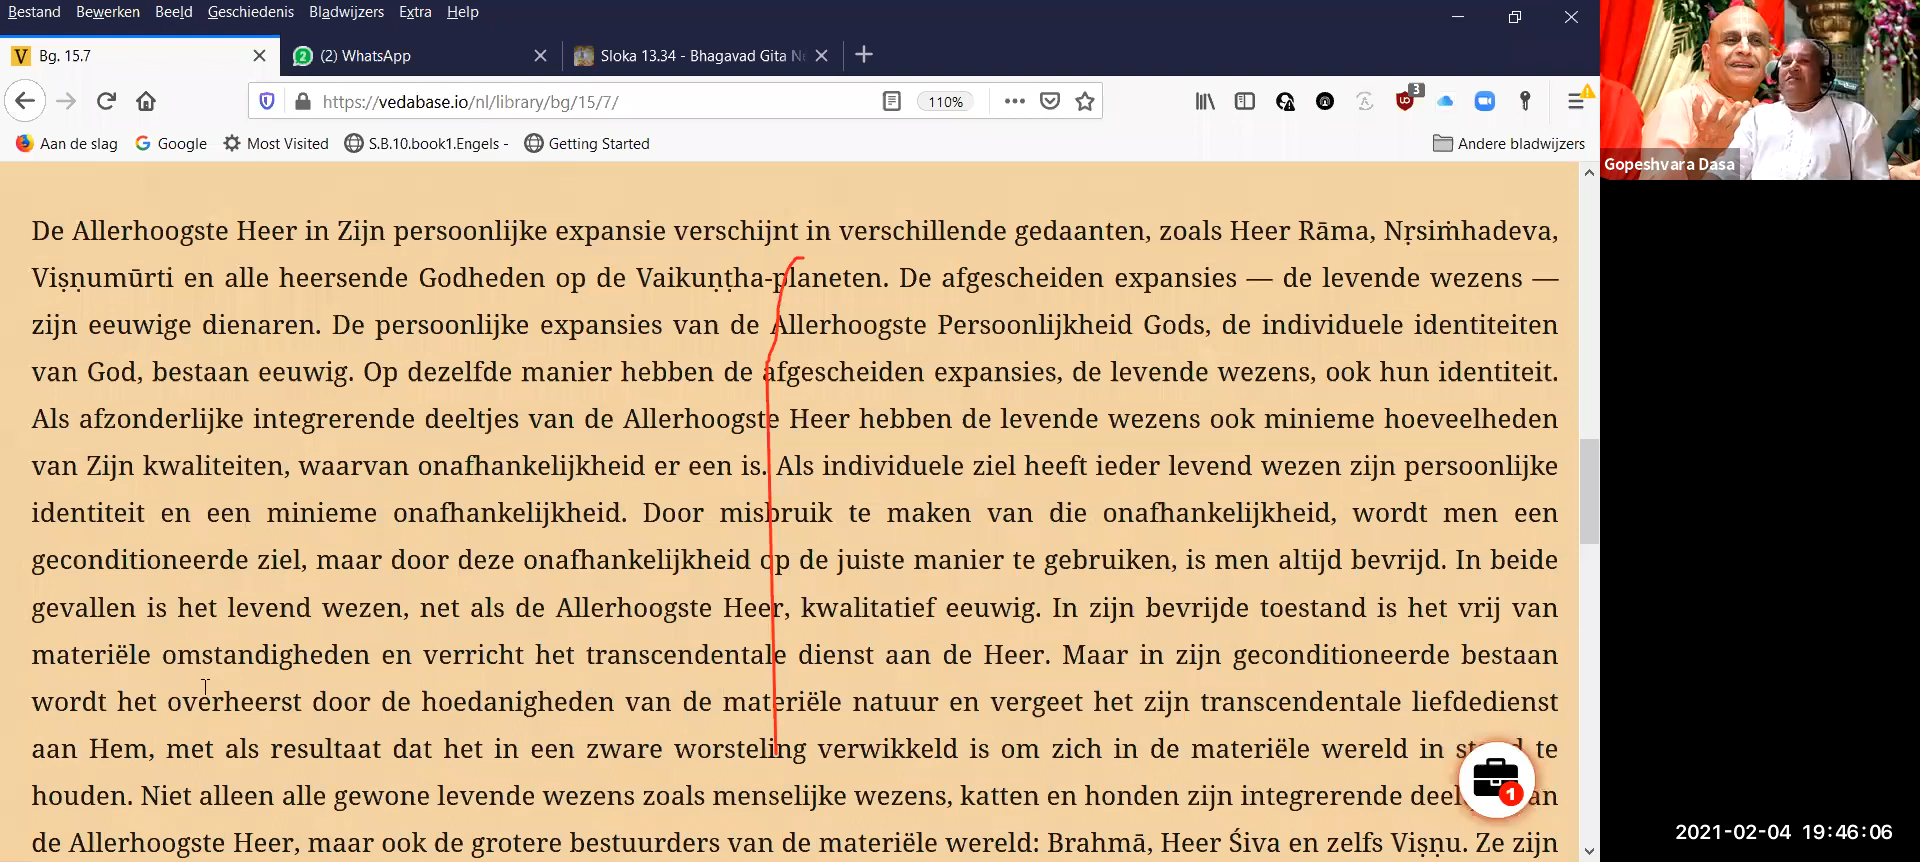 Bestand Bewerken Beeld Geschiedenis Bladwijzers Extra Help
Bg. 15.7
(2) WhatsApp
Sloka 13.34 - Bhagavad Gita
https://vedabase.io/nl/library/bg/15/7/
110%
3
Aan de slag Google Most Visited S.B.10.book1.Engels - Getting Started Andere bladwijzers
Gopeshvara Dasa
De Allerhoogste Heer in Zijn persoonlijke expansie verschijnt in verschillende gedaanten, zoals Heer Rāma, Nṛsiṁhadeva,
Viṣṇumūrti en alle heersende Godheden op de Vaikuṇṭha-planeten. De afgescheiden expansies — de levende wezens —
zijn eeuwige dienaren. De persoonlijke expansies van de Allerhoogste Persoonlijkheid Gods, de individuele identiteiten
van God, bestaan eeuwig. Op dezelfde manier hebben de afgescheiden expansies, de levende wezens, ook hun identiteit.
Als afzonderlijke integrerende deeltjes van de Allerhoogste Heer hebben de levende wezens ook minieme hoeveelheden
van Zijn kwaliteiten, waarvan onafhankelijkheid er een is. Als individuele ziel heeft ieder levend wezen zijn persoonlijke
identiteit en een minieme onafhankelijkheid. Door misbruik te maken van die onafhankelijkheid, wordt men een
geconditioneerde ziel, maar door deze onafhankelijkheid op de juiste manier te gebruiken, is men altijd bevrijd. In beide
gevallen is het levend wezen, net als de Allerhoogste Heer, kwalitatief eeuwig. In zijn bevrijde toestand is het vrij van
materiële omstandigheden en verricht het transcendentale dienst aan de Heer. Maar in zijn geconditioneerde bestaan
wordt het overheerst door de hoedanigheden van de materiële natuur en vergeet het zijn transcendentale liefdedienst
aan Hem, met als resultaat dat het in een zware worsteling verwikkeld is om zich in de materiële wereld in te
houden. Niet alleen alle gewone levende wezens zoals menselijke wezens, katten en honden zijn integrerende
de Allerhoogste Heer, maar ook de grotere bestuurders van de materiële wereld: Brahmā, Heer Śiva en zelfs Viṣṇu. Ze zijn
1
2021-02-04 19:46:06